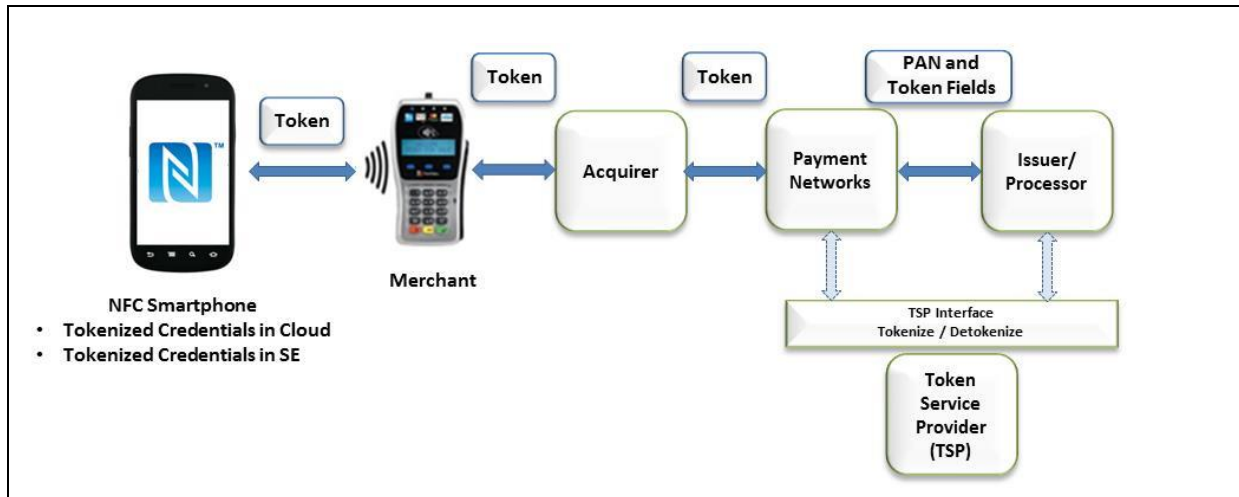 Token
Token
Token
PAN and
Token Fields
TM
Acquirer
Payment
Networks
Issuer/
Processor
Merchant
NFC Smartphone
• Tokenized Credentials in Cloud
• Tokenized Credentials in SE
TSP Interface
Tokenize / Detokenize
Token
Service
Provider
(TSP)